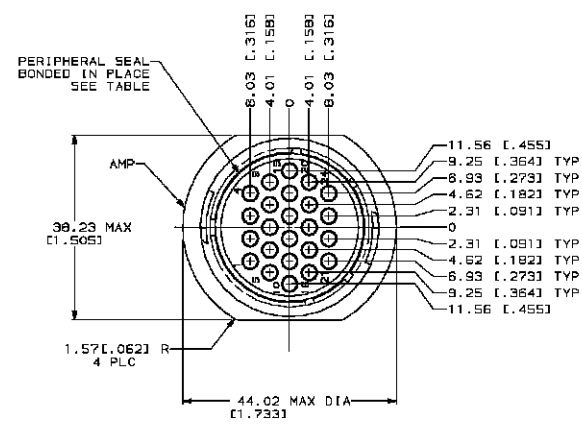 8.03 [.316]
4.01 [.158]
0
4.01 [.158]
8.03 [.316]
PERIPHERAL SEAL
BONDED IN PLACE
SEE TABLE
AMP
38.23 MAX
[1.505]
1.57[.062] R
4 PLC
44.02 MAX DIA
[1.733]
11.56 [.455]
9.25 [.364] TYP
6.93 [.273] TYP
4.62 [.182] TYP
2.31 [.091] TYP
0
2.31 [.091] TYP
4.62 [.182] TYP
6.93 [.273] TYP
9.25 [.364] TYP
11.56 [.455]